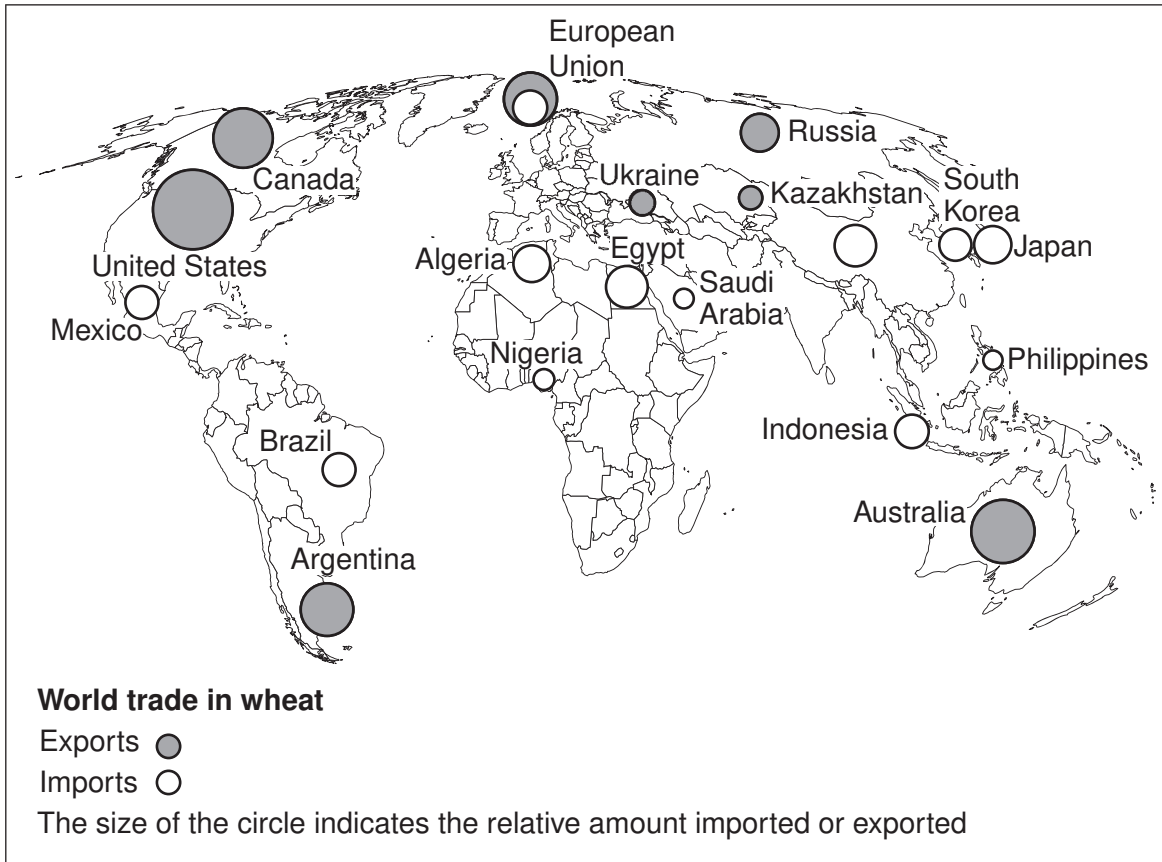 European
Union
Russia
Canada
Ukraine
Kazakhstan
South
Korea
Japan
United States
Algeria
Egypt
Saudi
Arabia
Mexico
Nigeria
Philippines
Brazil
Indonesia
Australia
Argentina
World trade in wheat
Exports
Imports
The size of the circle indicates the relative amount imported or exported